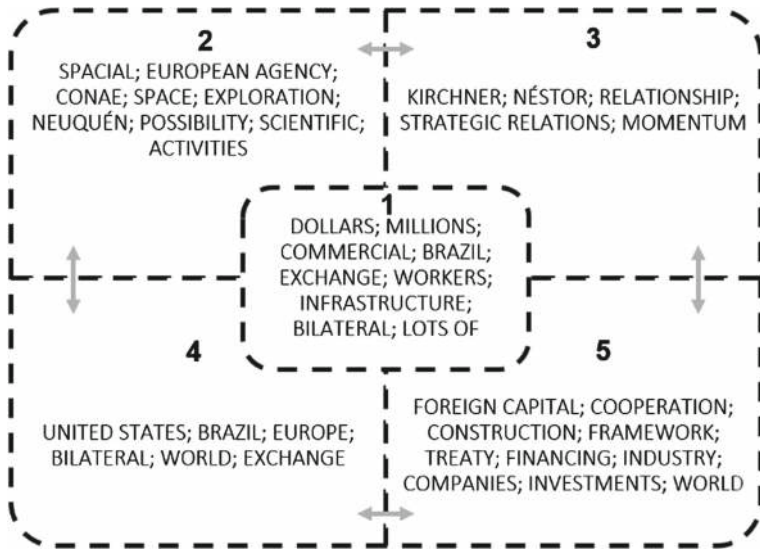 2
SPACIAL; EUROPEAN AGENCY;
CONAE; SPACE; EXPLORATION;
NEUQUÉN; POSSIBILITY; SCIENTIFIC;
ACTIVITIES
3
KIRCHNER; NÉSTOR; RELATIONSHIP;
STRATEGIC RELATIONS; MOMENTUM
1
DOLLARS; MILLIONS;
COMMERCIAL; BRAZIL;
EXCHANGE; WORKERS;
INFRASTRUCTURE;
BILATERAL; LOTS OF
4
UNITED STATES; BRAZIL; EUROPE;
BILATERAL; WORLD; EXCHANGE
5
FOREIGN CAPITAL; COOPERATION;
CONSTRUCTION; FRAMEWORK;
TREATY; FINANCING; INDUSTRY;
COMPANIES; INVESTMENTS; WORLD